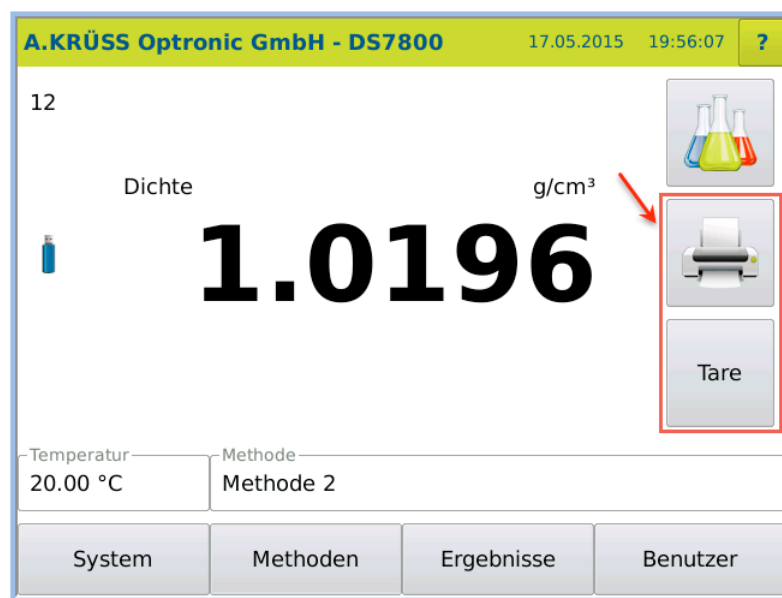 A.KRÜSS Optronic GmbH - DS7800 17.05.2015 19:56:07 ?
12
Dichte g/cm³
1.0196
Tare
Temperatur Methode
20.00 °C Methode 2
System Methoden Ergebnisse Benutzer